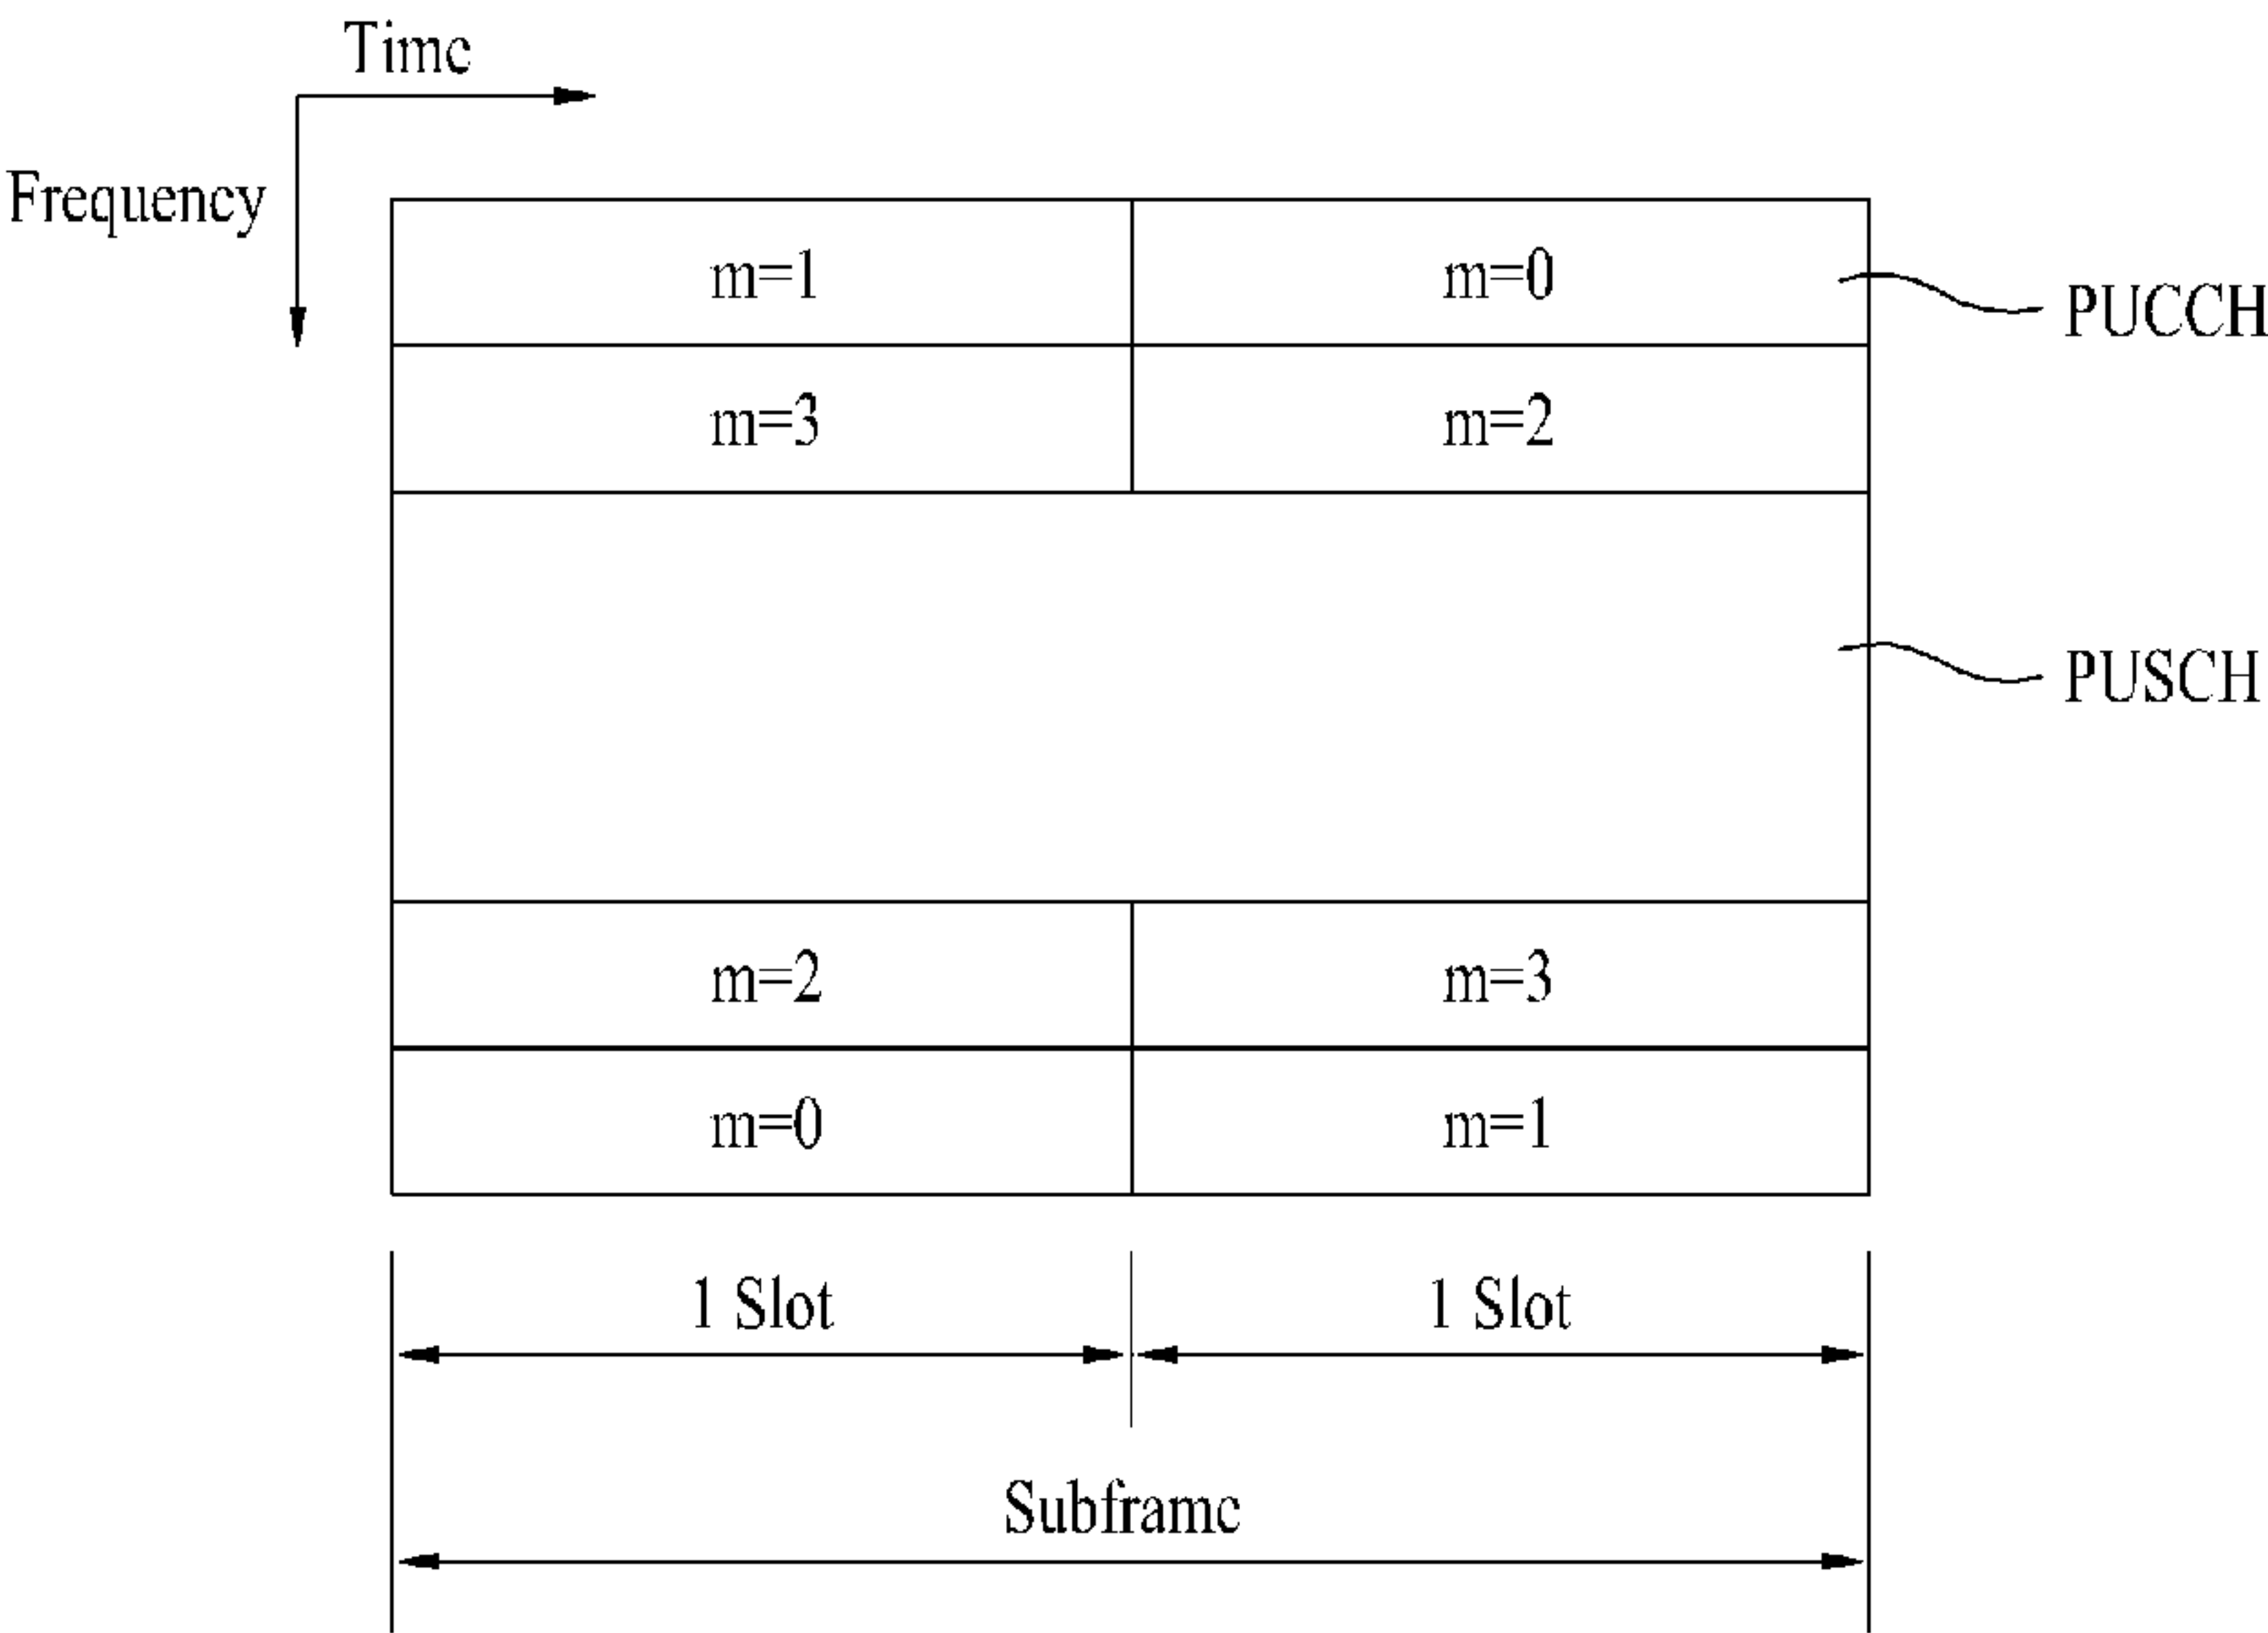 Time
Frequency
m=1 m=0
PUCCH
m=3 m=2
PUSCH
m=2 m=3
m=0 m=1
1 Slot 1 Slot
Subframe